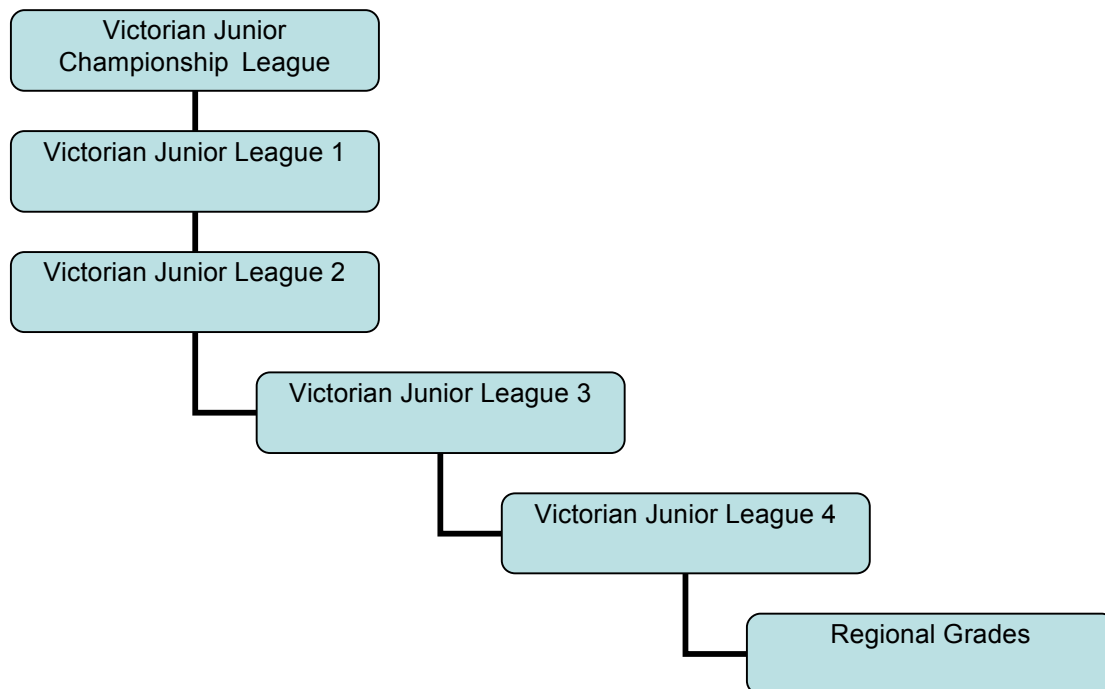 Victorian Junior
Championship League
Victorian Junior League 1
Victorian Junior League 2
Victorian Junior League 3
Victorian Junior League 4
Regional Grades